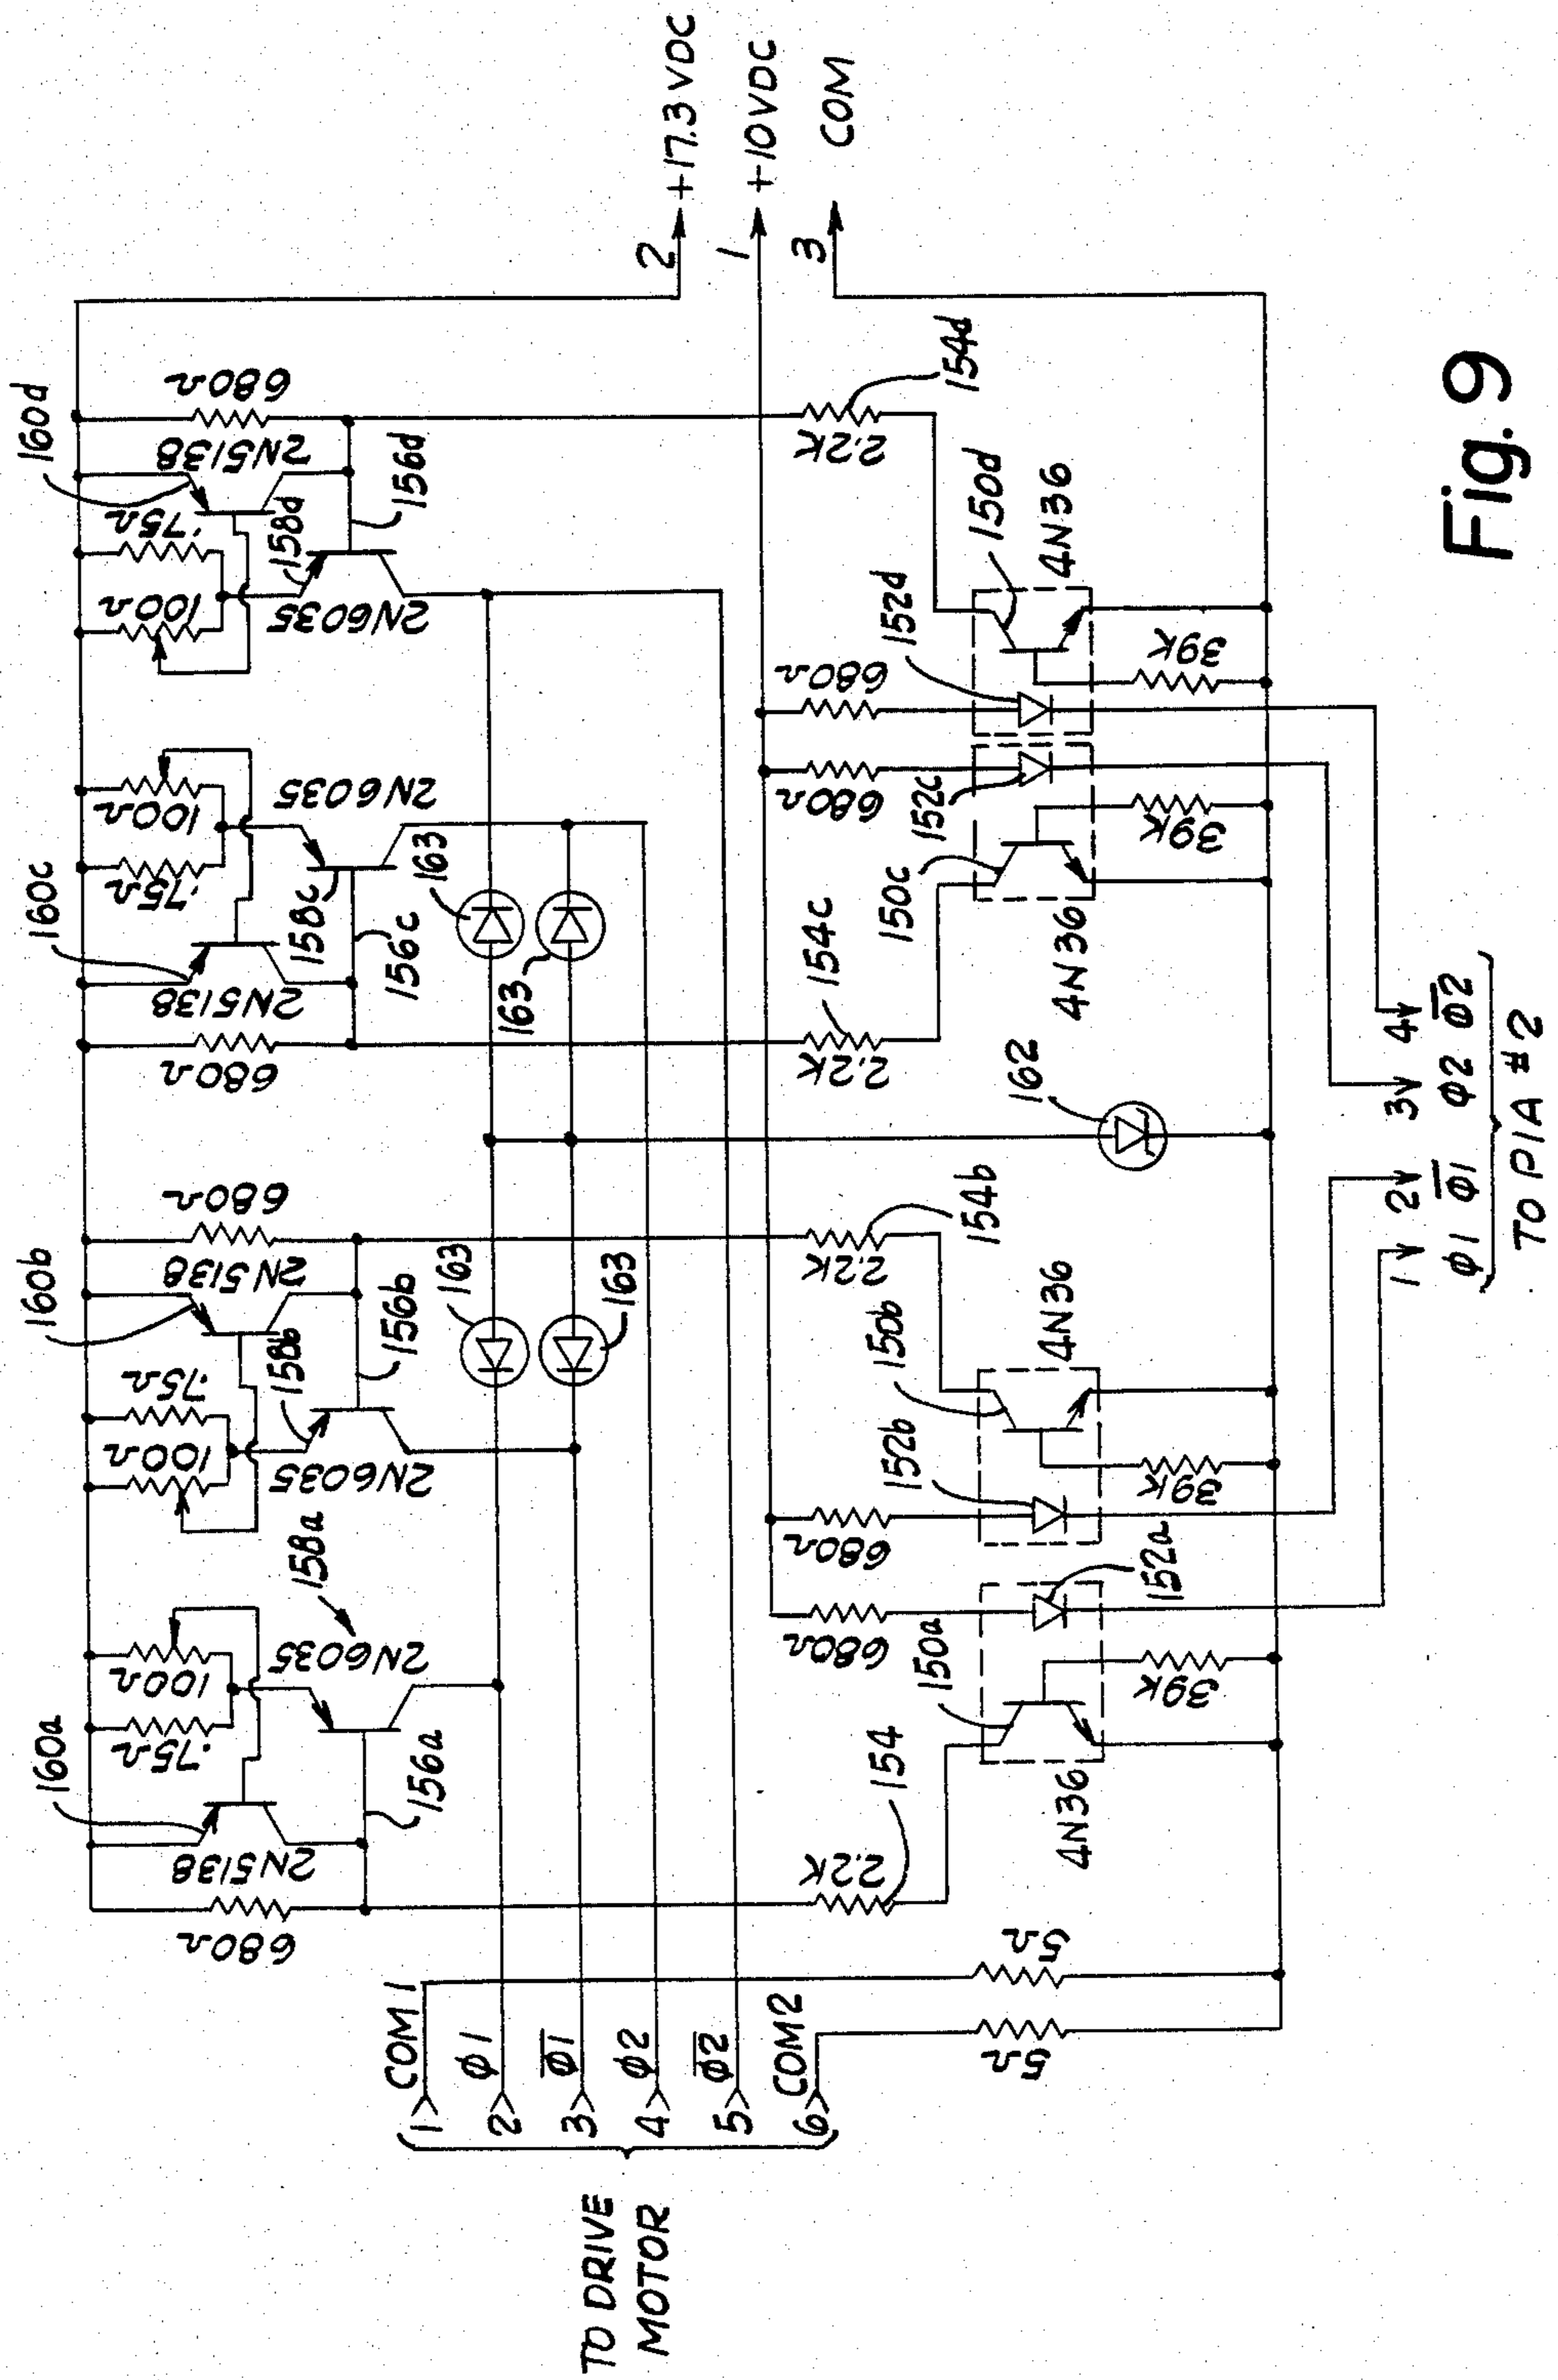 160a
160b
160c
160d
680Ω
2N5138
.75Ω
100Ω
2N6035
158a
156a
680Ω
2N5138
.75Ω
100Ω
158b
2N6035
156b
680Ω
2N5138
.75Ω
100Ω
158c
2N6035
156c
680Ω
2N5138
.75Ω
100Ω
158d
2N6035
156d
163
163
163
163
2 +17.3 VDC
1 +10VDC
3 COM
TO DRIVE
MOTOR
1 COM 1
2 φ1
3 φ̅1̅
4 φ2
5 φ̅2̅
6 COM2
5Ω
5Ω
2.2K
154
680Ω
150a
152a
4N36
39K
2.2K
154b
680Ω
150b
152b
4N36
39K
162
2.2K
154c
680Ω
150c
152c
4N36
39K
2.2K
154d
680Ω
150d
152d
4N36
39K
1 2 3 4
φ1 φ̅1̅ φ2 φ̅2̅
TO PIA #2
Fig. 9